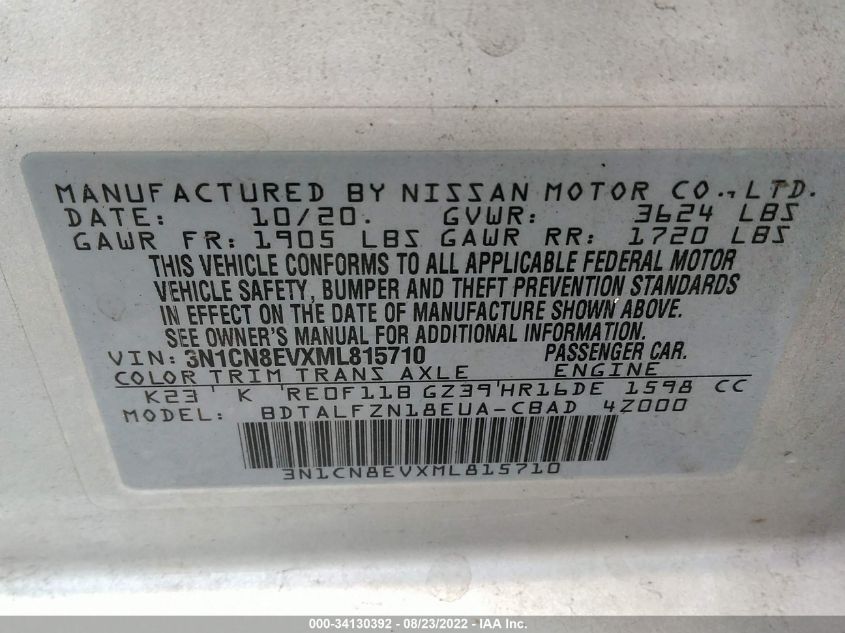 MANUFACTURED BY NISSAN MOTOR CO., LTD.
DATE: 10/20. GVWR: 3624 LBS
GAWR FR: 1905 LBS GAWR RR: 1720 LBS
THIS VEHICLE CONFORMS TO ALL APPLICABLE FEDERAL MOTOR
VEHICLE SAFETY, BUMPER AND THEFT PREVENTION STANDARDS
IN EFFECT ON THE DATE OF MANUFACTURE SHOWN ABOVE.
SEE OWNER'S MANUAL FOR ADDITIONAL INFORMATION.
VIN: 3N1CN8EVXML815710 PASSENGER CAR.
COLOR TRIM TRANS AXLE ENGINE
K23 K RE0F11B GZ39 HR16DE 1598 CC
MODEL: BDTALFZN18EUA-CBAD 4Z000
3N1CN8EVXML815710
000-34130392 - 08/23/2022 - IAA Inc.